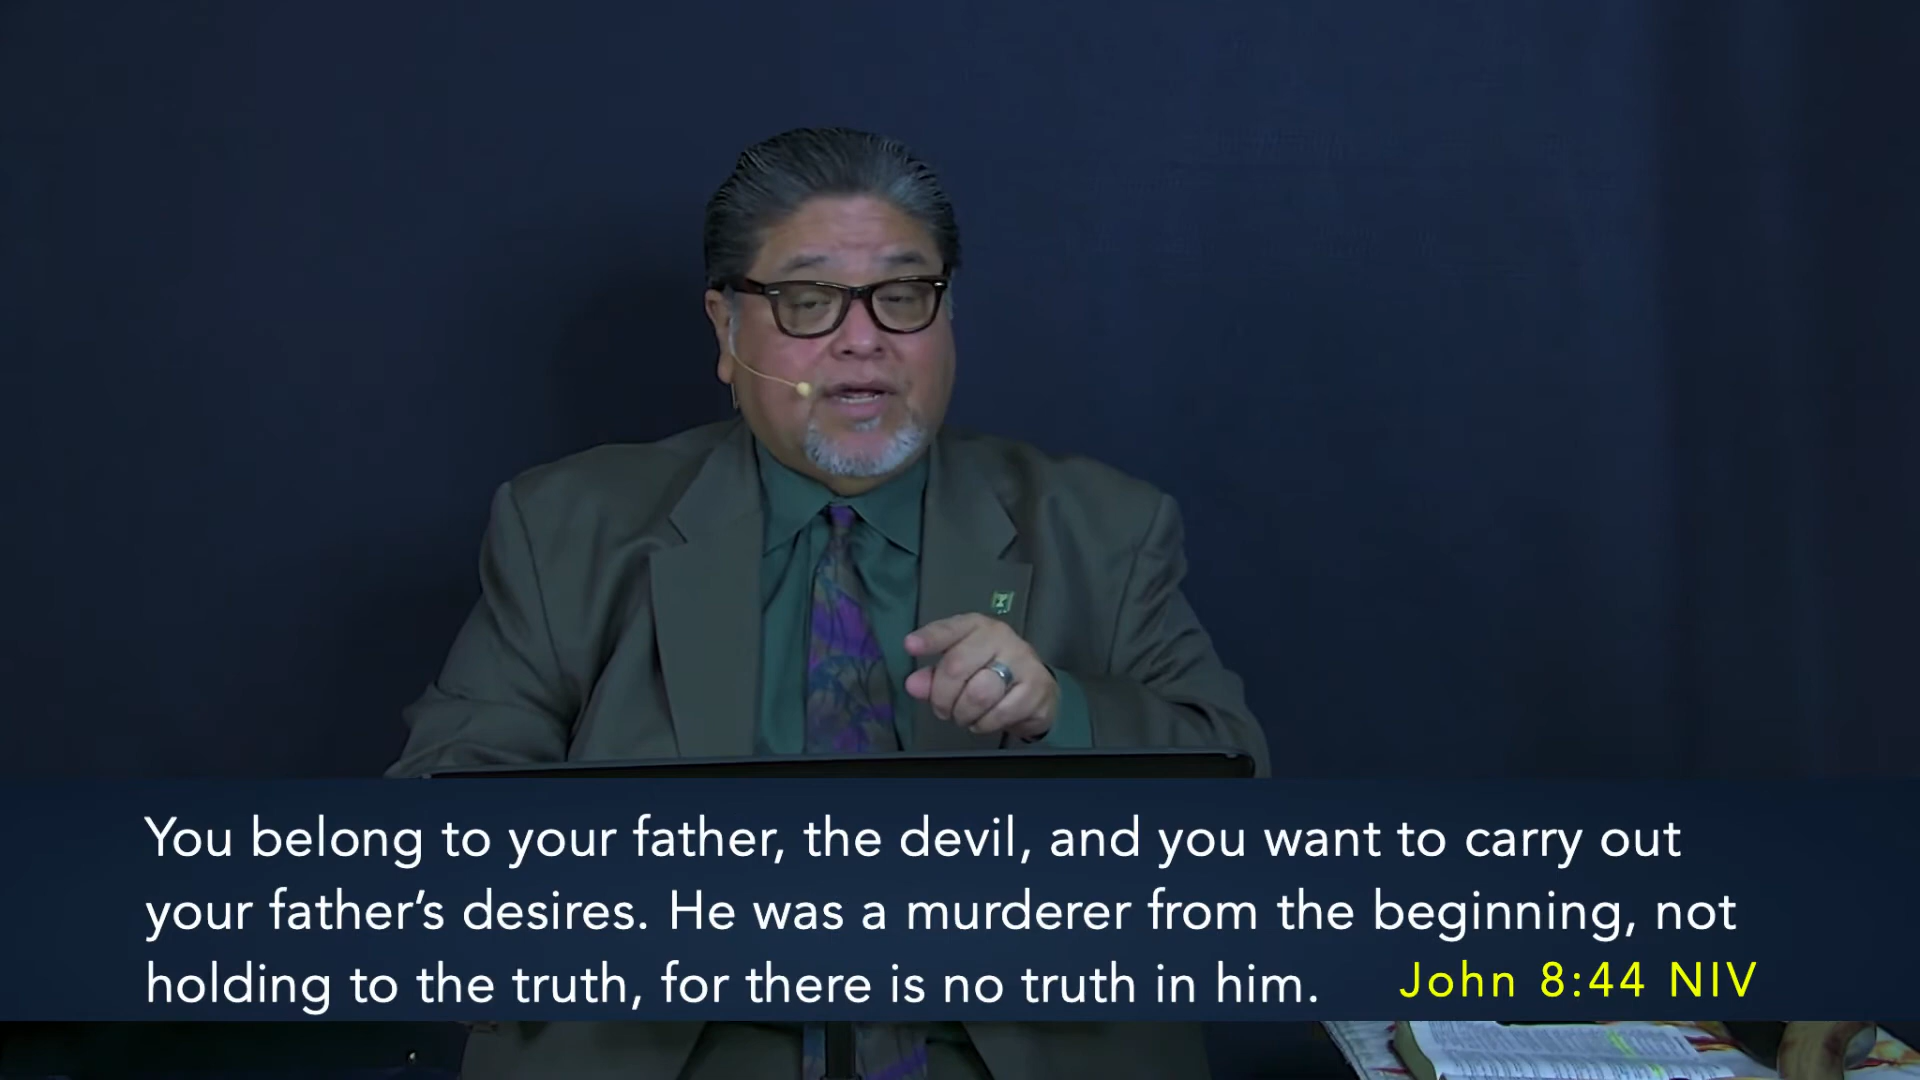 You belong to your father, the devil, and you want to carry out
your father’s desires. He was a murderer from the beginning, not
holding to the truth, for there is no truth in him. John 8:44 NIV